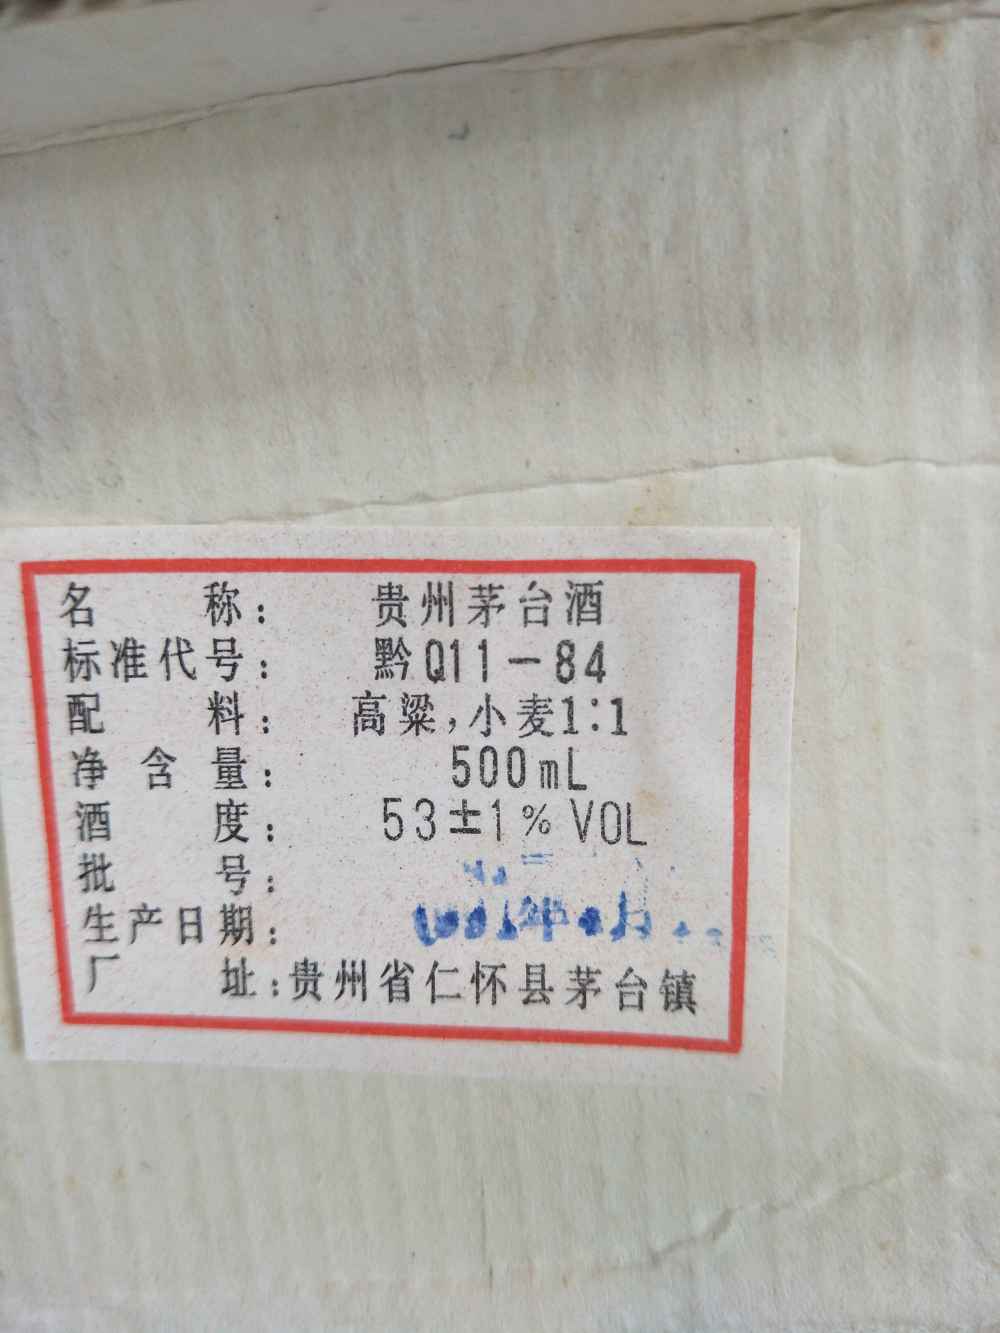 名 称： 贵州茅台酒
标准代号： 黔Q11－84
配 料： 高粱，小麦1:1
净含量： 500mL
酒 度： 53±1% VOL
批 号：
生产日期：
厂 址：贵州省仁怀县茅台镇